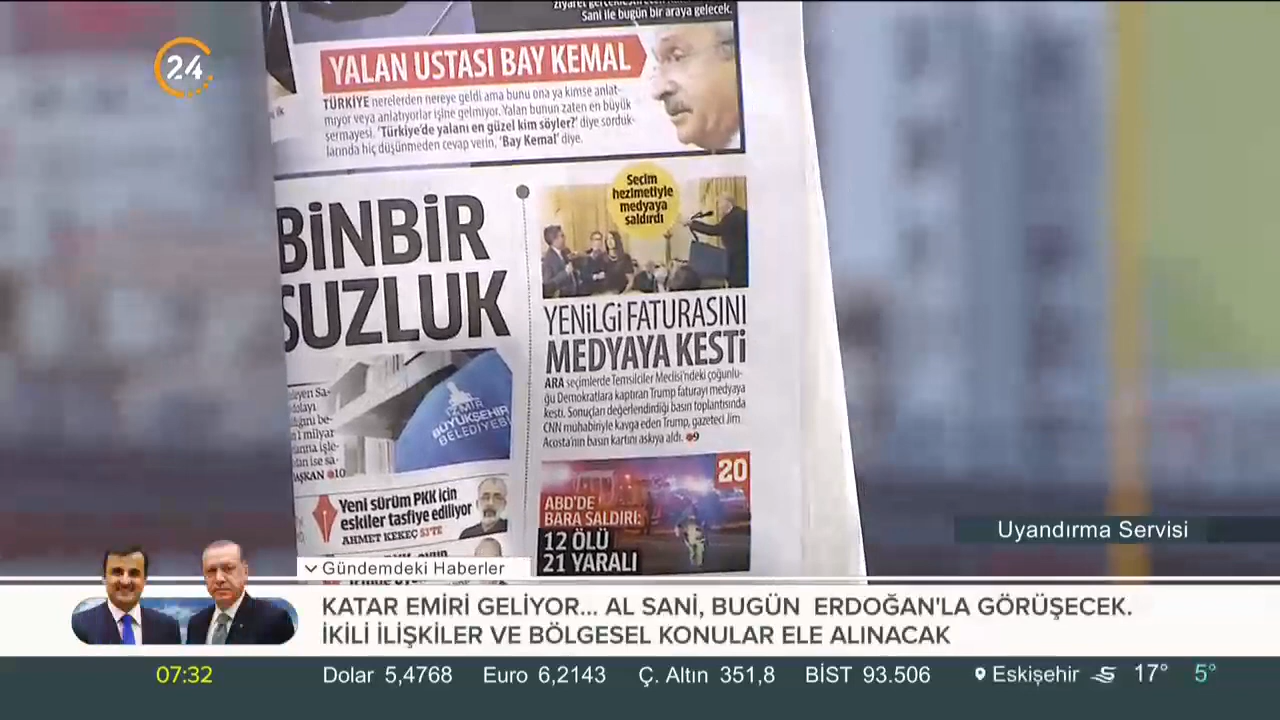 24
Sani ile bugün bir araya gelecek.
YALAN USTASI BAY KEMAL
TÜRKİYE nerelerden nereye geldi ama bunu ona ya kimse anlat-
mıyor veya anlatıyorlar işine gelmiyor. Yalan bunun zaten en büyük
sermayesi. 'Türkiye'de yalanı en güzel kim söyler?' diye sorduk-
larında hiç düşünmeden cevap verin, 'Bay Kemal' diye.
BİNBİR
SUZLUK
İZMİR
BÜYÜKŞEHİR
BELEDİYESİ
Yeni sürüm PKK için
eskiler tasfiye ediliyor
AHMET KEKEÇ 5J'TE
Seçim
hezimetiyle
medyaya
saldırdı
YENİLGİ FATURASINI
MEDYAYA KESTİ
ARA seçimlerde Temsilciler Meclisi'ndeki çoğunlu-
ğu Demokratlara kaptıran Trump faturayı medyaya
kesti. Sonuçları değerlendirdiği basın toplantısında
CNN muhabiriyle kavga eden Trump, gazeteci Jim
Acosta'nın basın kartını askıya aldı. 9
20
ABD'DE
BARA SALDIRI:
12 ÖLÜ
21 YARALI
Uyandırma Servisi
Gündemdeki Haberler
KATAR EMİRİ GELİYOR... AL SANİ, BUGÜN ERDOĞAN'LA GÖRÜŞECEK.
İKİLİ İLİŞKİLER VE BÖLGESEL KONULAR ELE ALINACAK
07:32 Dolar 5,4768 Euro 6,2143 Ç. Altın 351,8 BİST 93.506 Eskişehir 17° 5°